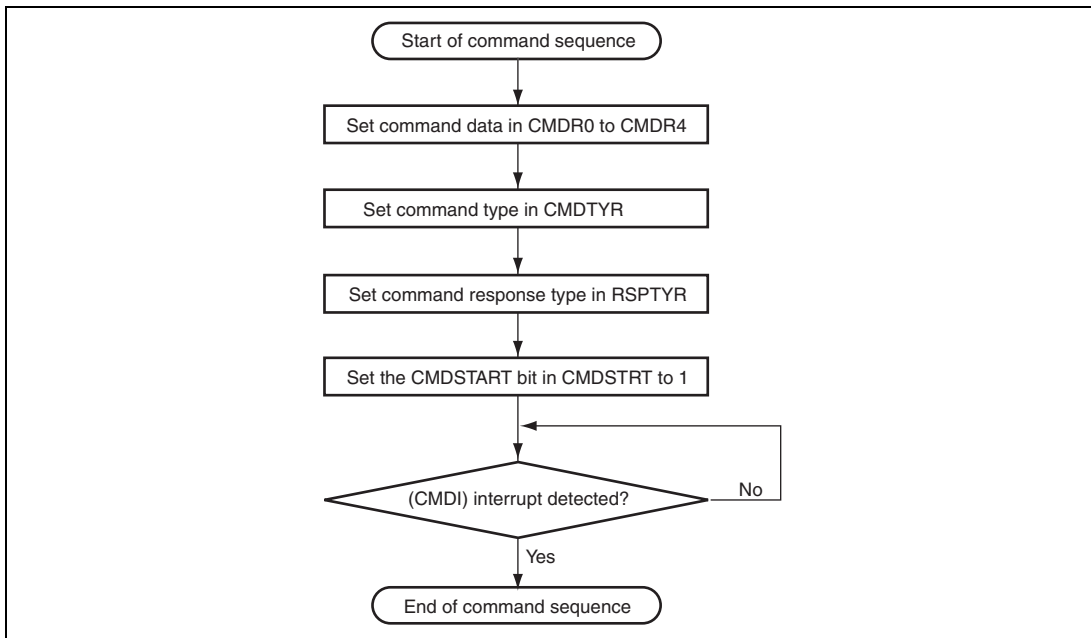 Start of command sequence
Set command data in CMDR0 to CMDR4
Set command type in CMDTYR
Set command response type in RSPTYR
Set the CMDSTART bit in CMDSTRT to 1
(CMDI) interrupt detected?
No
Yes
End of command sequence